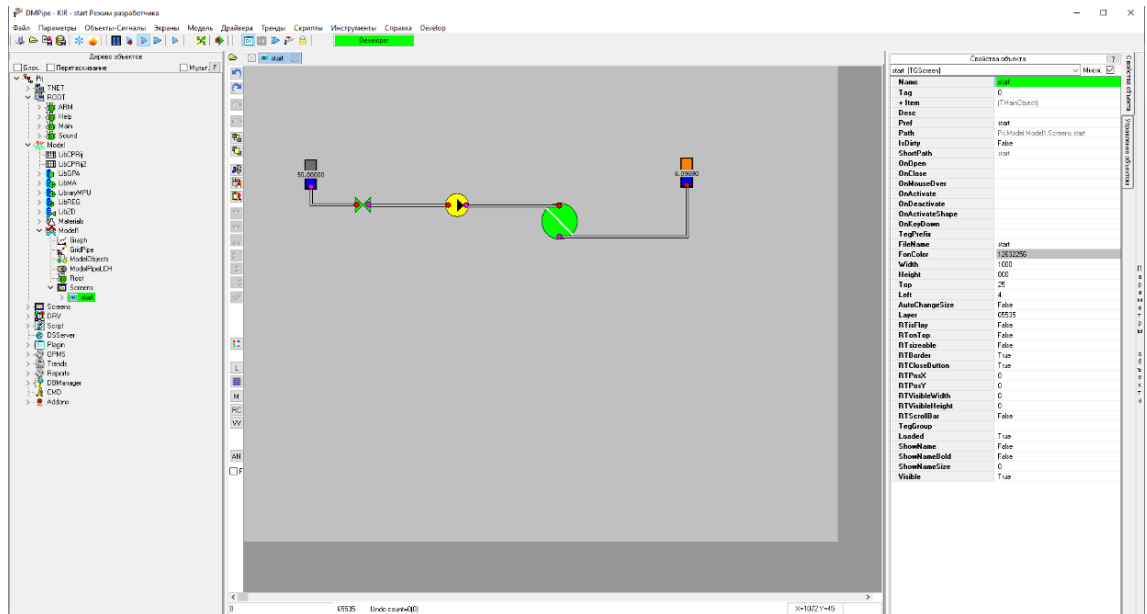 DMPipe - KIR - start Режим разработчика
Файл Параметры Объекты-Сигналы Экраны Модель Драйвера Тренды Скрипты Инструменты Справка Develop
Developer
Дерево объектов
Блок. Перетаскивание Мульт. F
Prj
TNET
ROOT
ARM
Help
Main
Sound
Model
LibCPRij
LibCPRij2
LibGPA
LibMA
LibraryMPU
LibREG
Lib2D
Materials
Model1
Graph
GridPipe
ModelObjects
ModelPipeLCH
Root
Screens
start
Screens
DRV
Script
DSServer
Plagin
OPMS
Trends
Reports
DBManager
CMD
Addons
start
L
M
RC
VV
AN
F
50.00000
6.09590
0 65535 Undo count=0(0) X=1072 Y=45
Свойства объекта ?
start [TGScreen] Множ.
Name start
Tag 0
+ Item (TMainObject)
Desc
Pref start
Path Prj.Model.Model1.Screens.start
IsDirty False
ShortPath start
OnOpen
OnClose
OnMouseOver
OnActivate
OnDeactivate
OnActivateShape
OnKeyDown
TegPrefix
FileName start
FonColor 12632256
Width 1000
Height 800
Top 25
Left 4
AutoChangeSize False
Layer 65535
RTisFlay False
RTonTop False
RTsizeable False
RTBorder True
RTCloseButton True
RTPosX 0
RTPosY 0
RTVisibleWidth 0
RTVisibleHeight 0
RTScrollBar False
TegGroup
Loaded True
ShowName False
ShowNameBold False
ShowNameSize 0
Visible True
Свойства объекта
Управление объектом
Параметры объекта